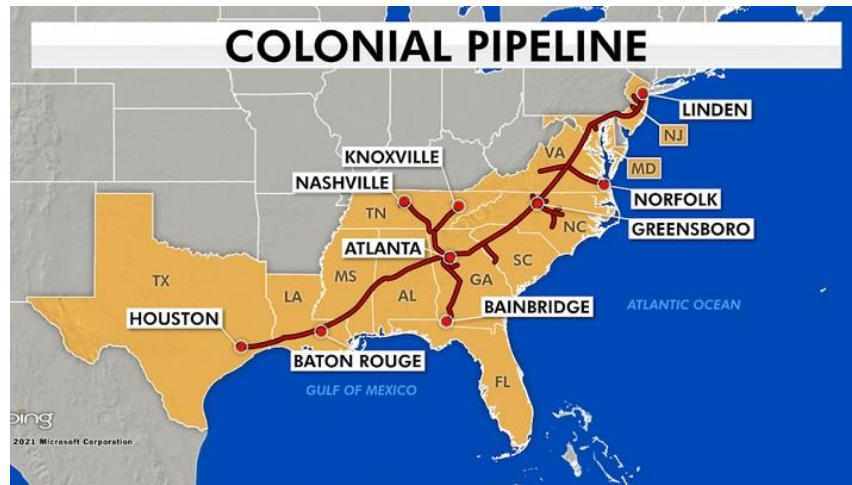 COLONIAL PIPELINE
LINDEN
NJ
VA
KNOXVILLE
MD
NASHVILLE
NORFOLK
TN
GREENSBORO
NC
ATLANTA
SC
MS
AL
GA
TX
LA
BAINBRIDGE
ATLANTIC OCEAN
HOUSTON
BATON ROUGE
FL
GULF OF MEXICO
bing
2021 Microsoft Corporation